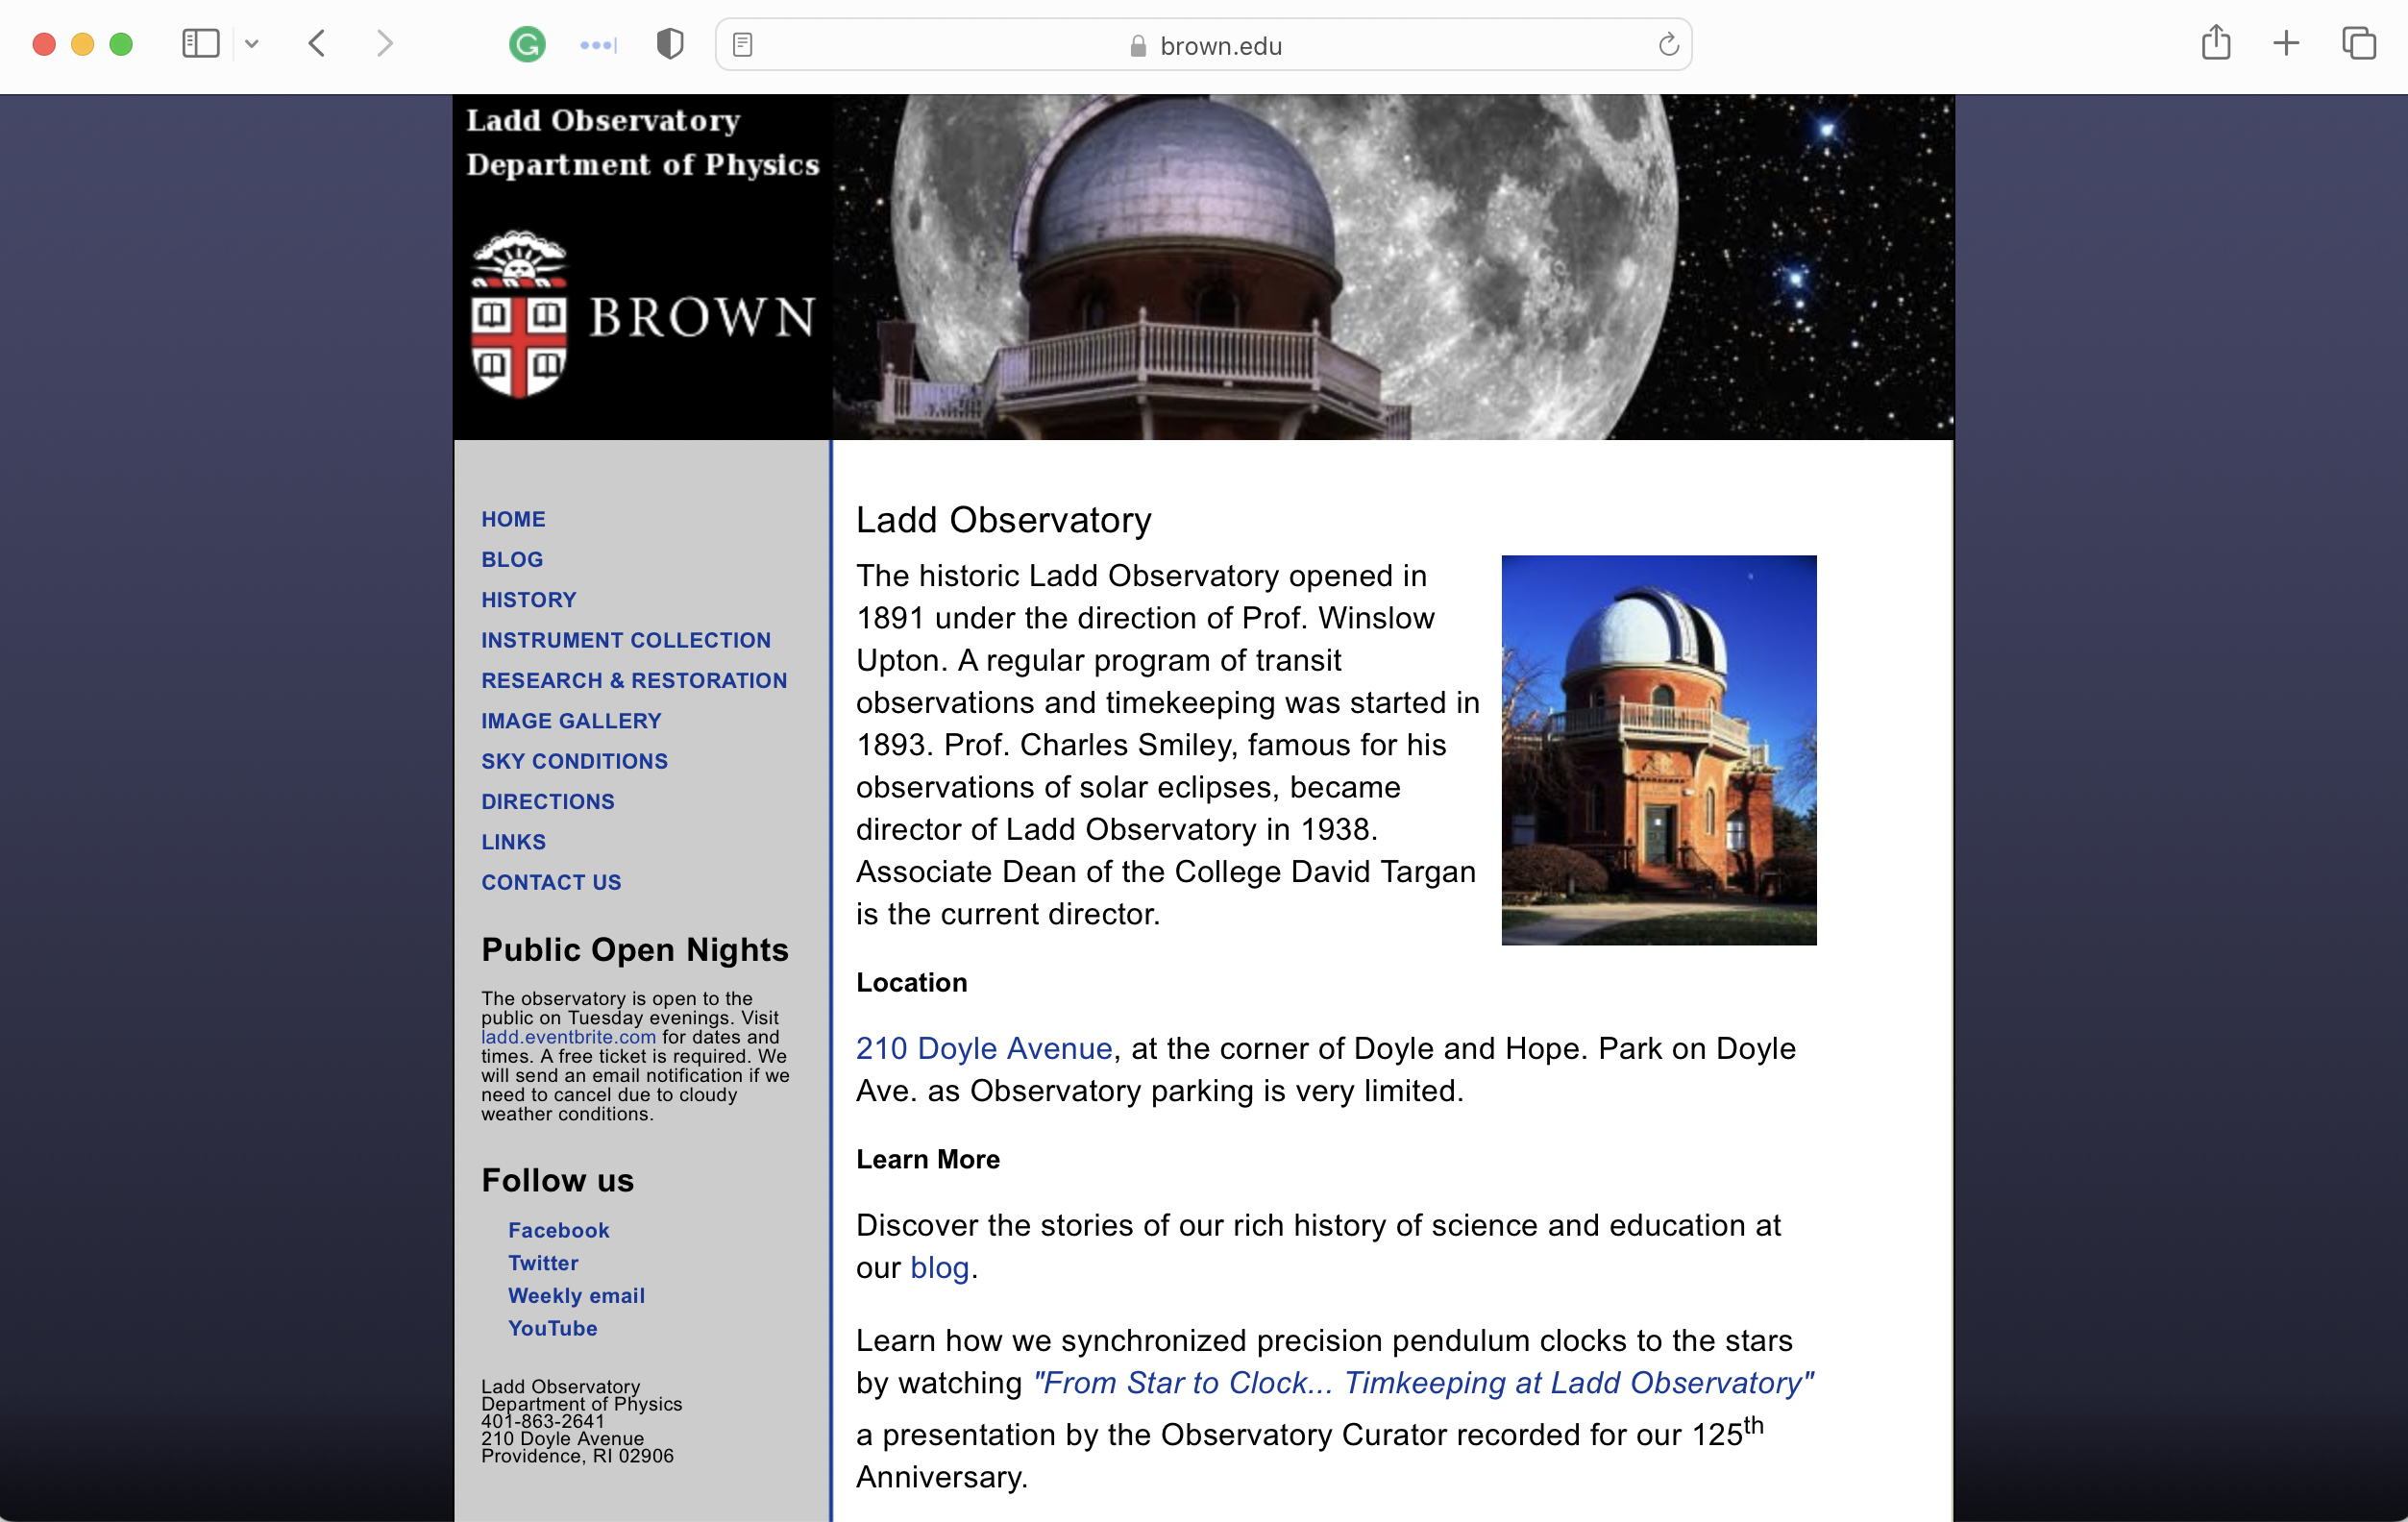 brown.edu
Ladd Observatory
Department of Physics
BROWN
HOME
BLOG
HISTORY
INSTRUMENT COLLECTION
RESEARCH & RESTORATION
IMAGE GALLERY
SKY CONDITIONS
DIRECTIONS
LINKS
CONTACT US
Public Open Nights
The observatory is open to the
public on Tuesday evenings. Visit
ladd.eventbrite.com for dates and
times. A free ticket is required. We
will send an email notification if we
need to cancel due to cloudy
weather conditions.
Follow us
Facebook
Twitter
Weekly email
YouTube
Ladd Observatory
Department of Physics
401-863-2641
210 Doyle Avenue
Providence, RI 02906
Ladd Observatory
The historic Ladd Observatory opened in
1891 under the direction of Prof. Winslow
Upton. A regular program of transit
observations and timekeeping was started in
1893. Prof. Charles Smiley, famous for his
observations of solar eclipses, became
director of Ladd Observatory in 1938.
Associate Dean of the College David Targan
is the current director.
Location
210 Doyle Avenue, at the corner of Doyle and Hope. Park on Doyle
Ave. as Observatory parking is very limited.
Learn More
Discover the stories of our rich history of science and education at
our blog.
Learn how we synchronized precision pendulum clocks to the stars
by watching "From Star to Clock... Timkeeping at Ladd Observatory"
a presentation by the Observatory Curator recorded for our 125th
Anniversary.